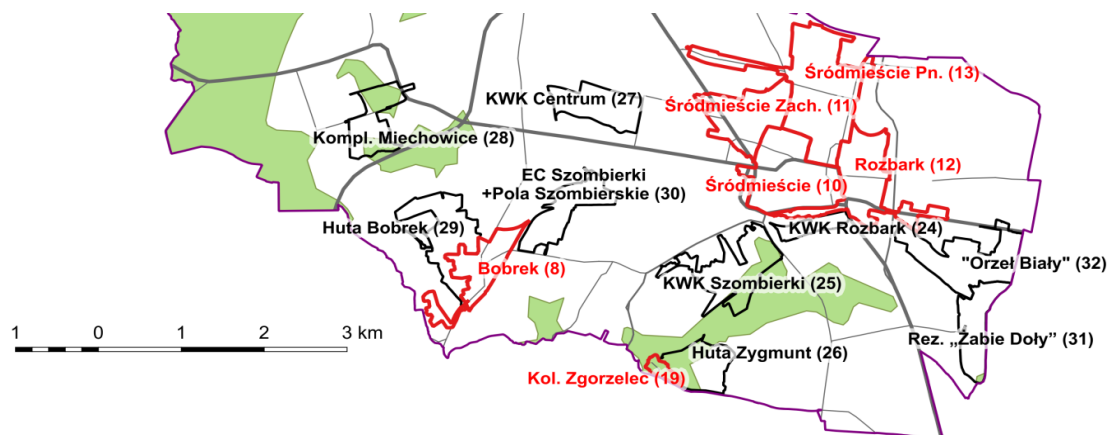 Śródmieście Pn. (13)
KWK Centrum (27)
Śródmieście Zach. (11)
Kompl. Miechowice (28)
Rozbark (12)
EC Szombierki
+Pola Szombierskie (30)
Śródmieście (10)
Huta Bobrek (29)
KWK Rozbark (24)
Bobrek (8)
"Orzeł Biały" (32)
KWK Szombierki (25)
1 0 1 2 3 km
Rez. „Żabie Doły” (31)
Huta Zygmunt (26)
Kol. Zgorzelec (19)